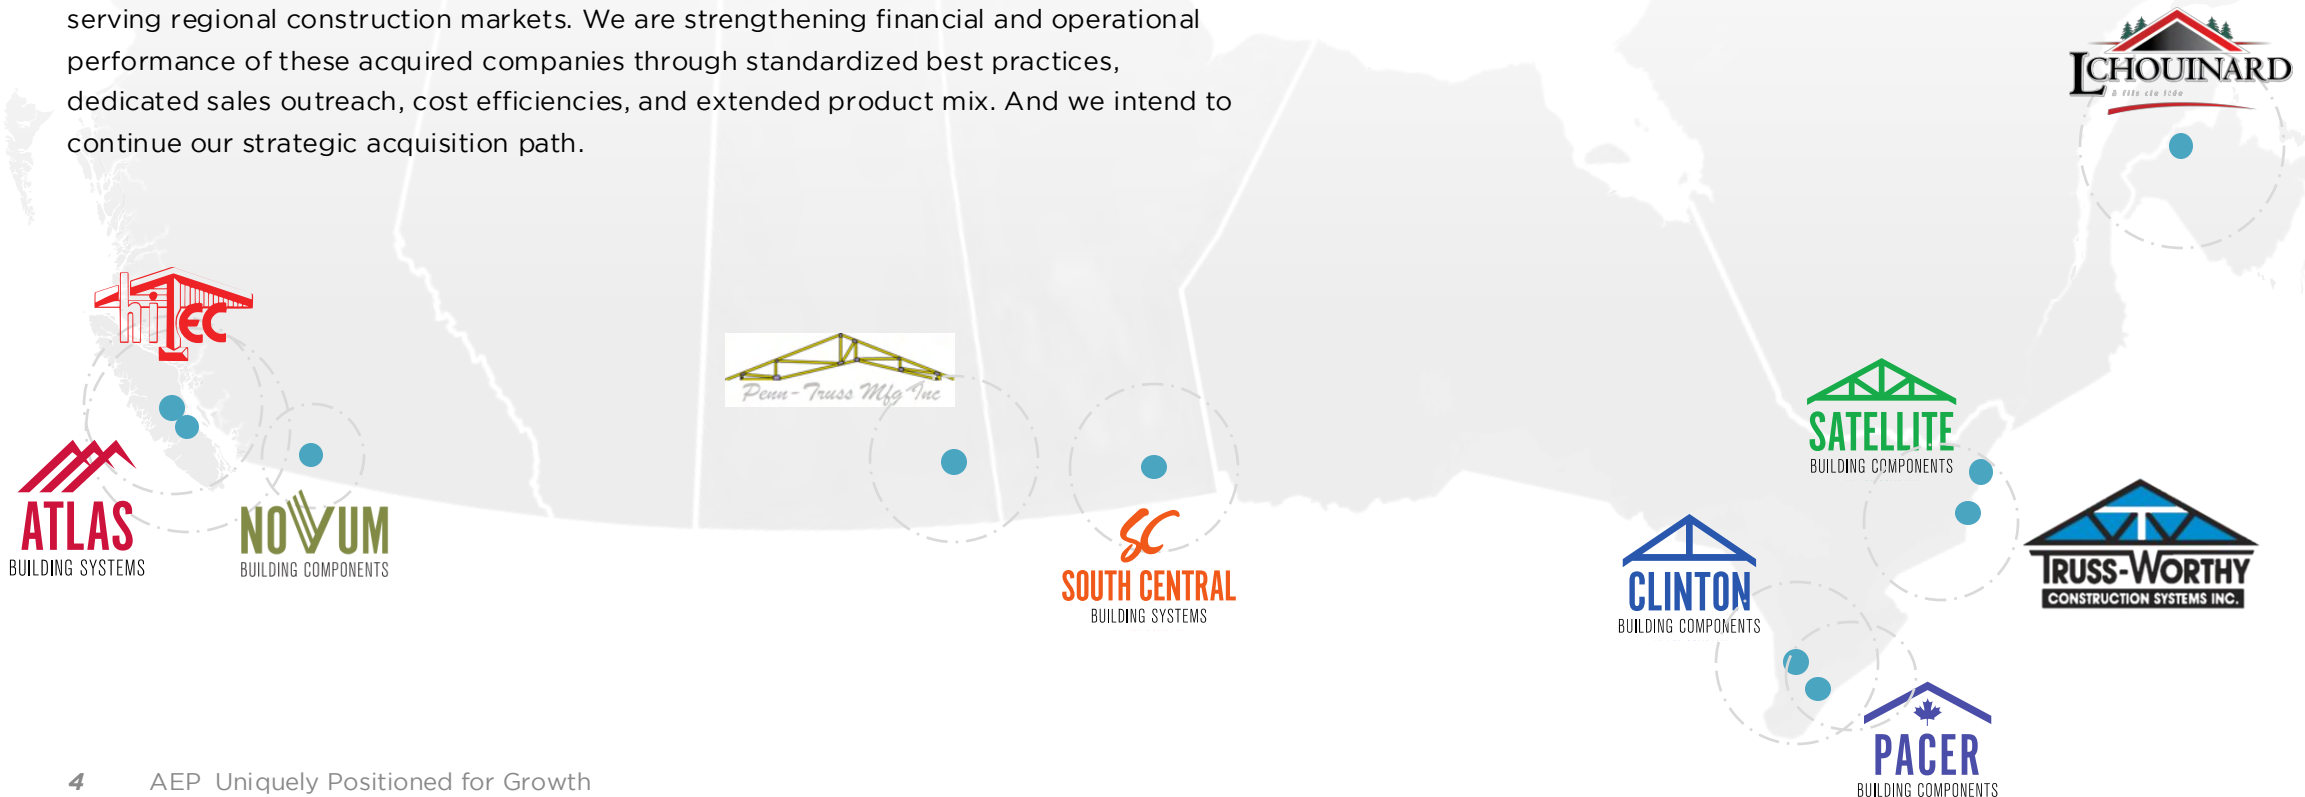 serving regional construction markets. We are strengthening financial and operational
performance of these acquired companies through standardized best practices,
dedicated sales outreach, cost efficiencies, and extended product mix. And we intend to
continue our strategic acquisition path.
LCHOUINARD
& fils cie ltée
hiTEC
Penn-Truss Mfg Inc
SATELLITE
BUILDING COMPONENTS
ATLAS
BUILDING SYSTEMS
NOVUM
BUILDING COMPONENTS
SC
SOUTH CENTRAL
BUILDING SYSTEMS
CLINTON
BUILDING COMPONENTS
TRUSS-WORTHY
CONSTRUCTION SYSTEMS INC.
PACER
BUILDING COMPONENTS
4 AEP Uniquely Positioned for Growth